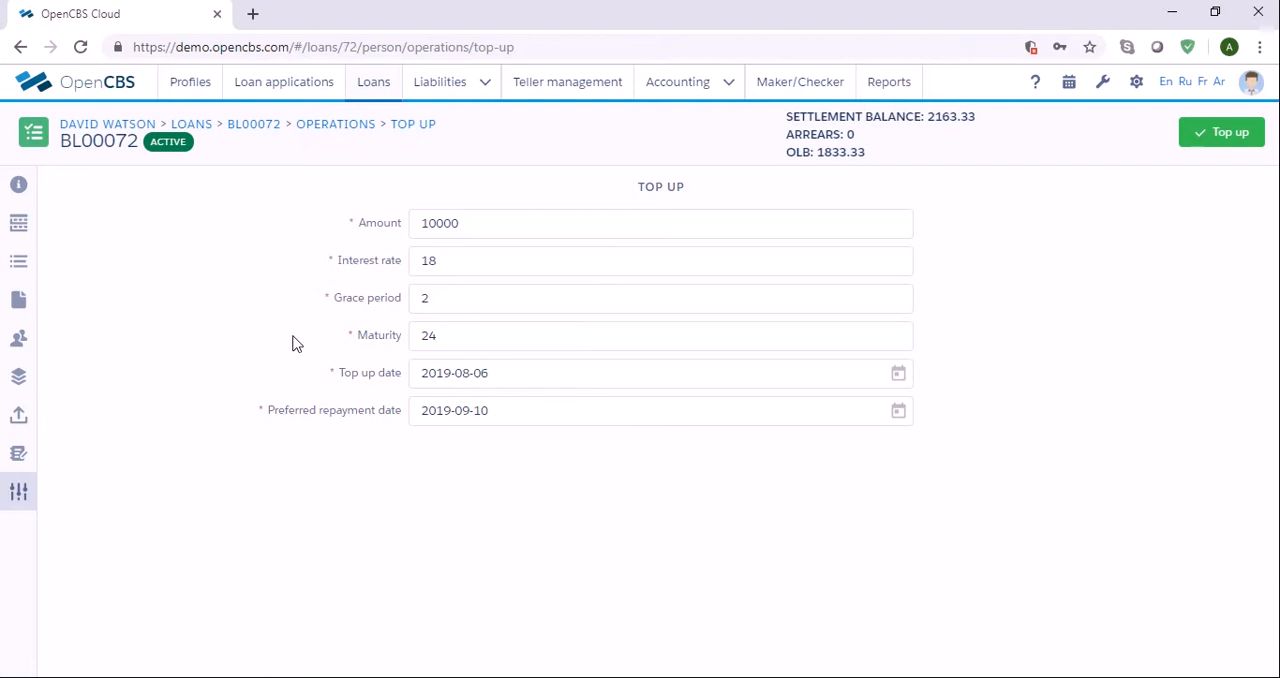 OpenCBS Cloud
https://demo.opencbs.com/#/loans/72/person/operations/top-up
A
OpenCBS Profiles Loan applications Loans Liabilities Teller management Accounting Maker/Checker Reports ? En Ru Fr Ar
DAVID WATSON > LOANS > BL00072 > OPERATIONS > TOP UP
BL00072 ACTIVE
SETTLEMENT BALANCE: 2163.33
ARREARS: 0
OLB: 1833.33
Top up
TOP UP
* Amount 10000
* Interest rate 18
* Grace period 2
* Maturity 24
* Top up date 2019-08-06
* Preferred repayment date 2019-09-10